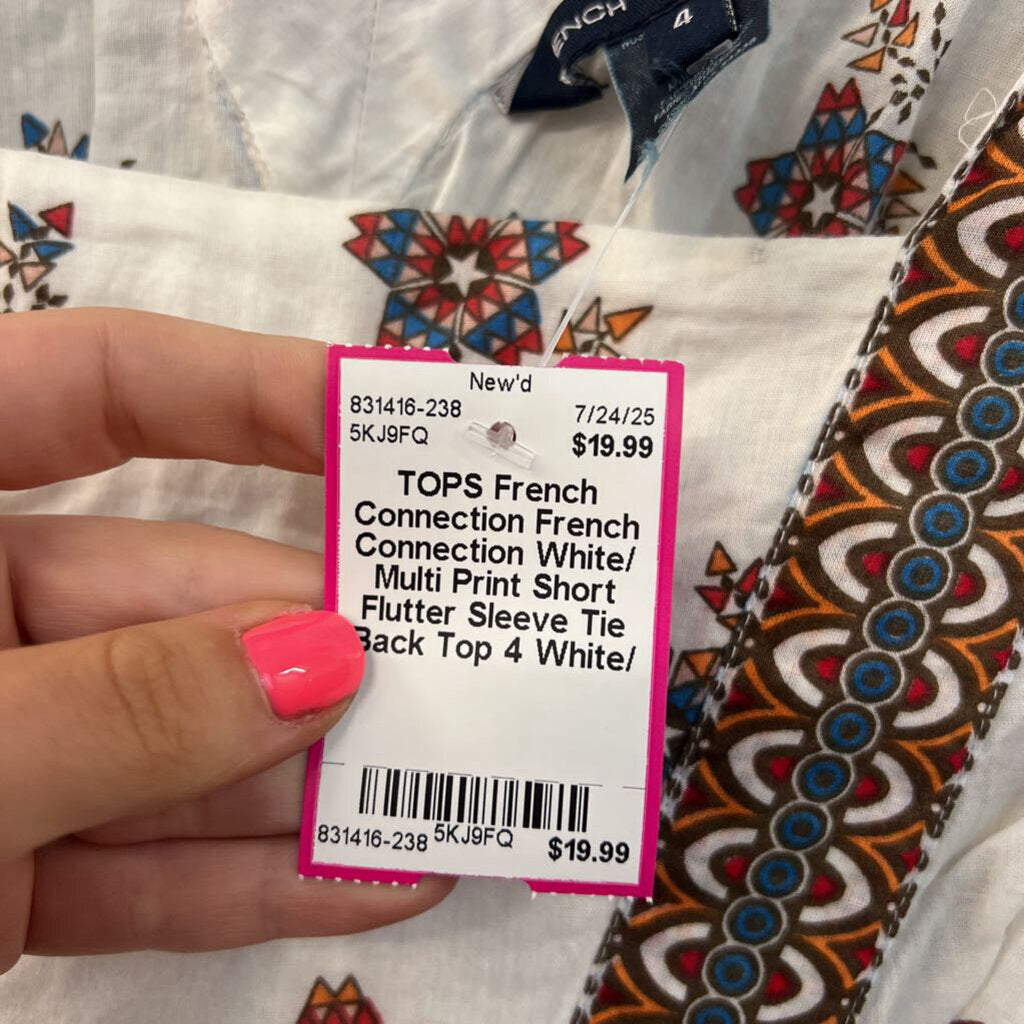 ENCH
4
New'd
831416-238 7/24/25
5KJ9FQ $19.99
TOPS French
Connection French
Connection White/
Multi Print Short
Flutter Sleeve Tie
Back Top 4 White/
831416-238 5KJ9FQ $19.99